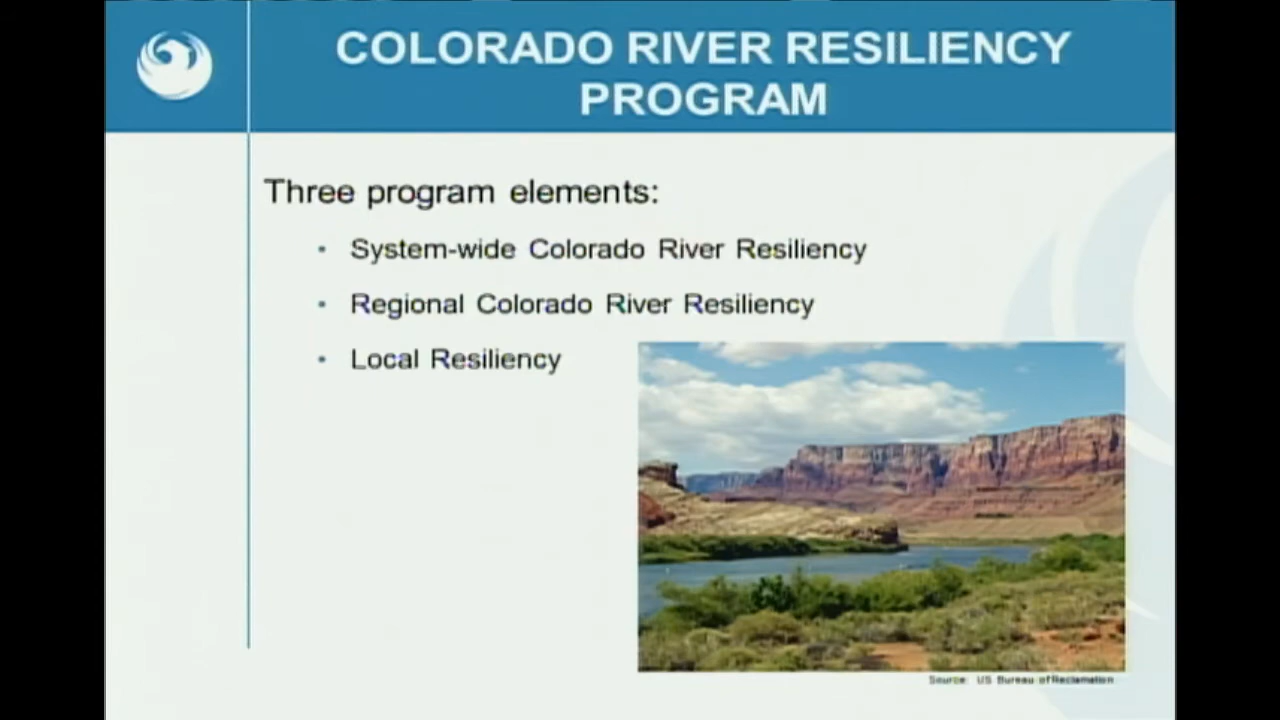 COLORADO RIVER RESILIENCY
PROGRAM
Three program elements:
• System-wide Colorado River Resiliency
• Regional Colorado River Resiliency
• Local Resiliency
Source: US Bureau of Reclamation